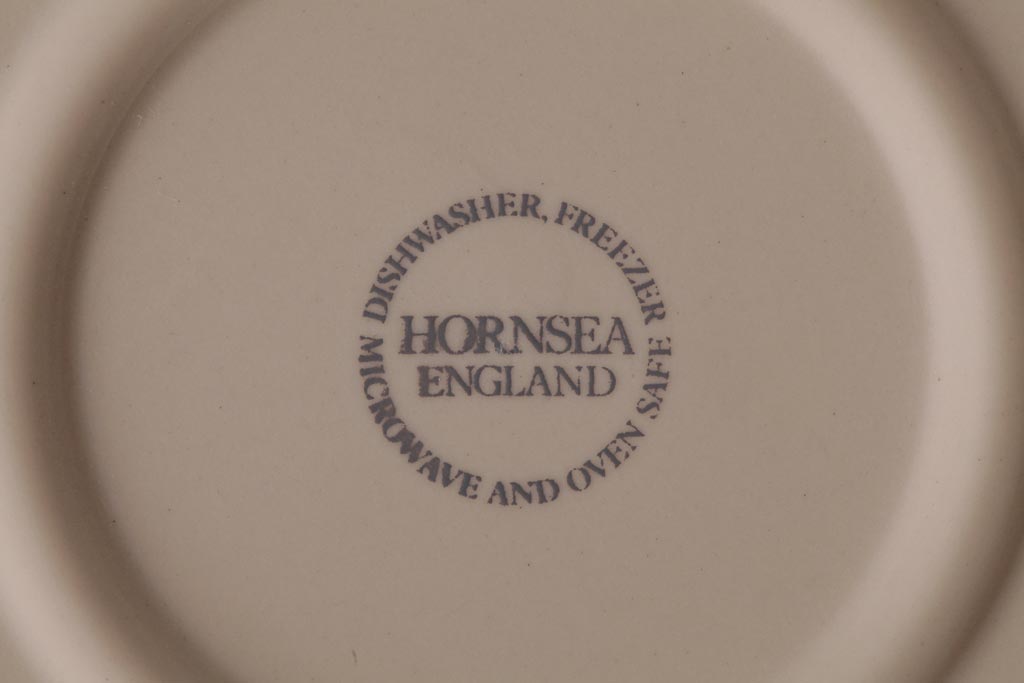 DISHWASHER, FREEZER
HORNSEA
ENGLAND
MICROWAVE AND OVEN SAFE